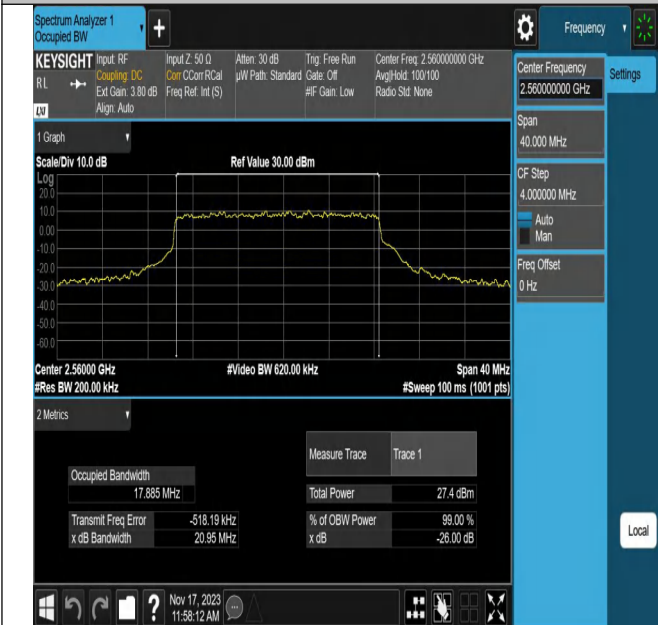 Spectrum Analyzer 1
Occupied BW
+
Frequency
KEYSIGHT
RL
LXI
Input: RF
Coupling: DC
Ext Gain: 3.80 dB
Align: Auto
Input Z: 50 Ω
Corr CCorr RCal
Freq Ref: Int (S)
Atten: 30 dB
µW Path: Standard
Trig: Free Run
Gate: Off
#IF Gain: Low
Center Freq: 2.560000000 GHz
Avg|Hold: 100/100
Radio Std: None
Center Frequency
2.560000000 GHz
Settings
Span
40.000 MHz
CF Step
4.000000 MHz
Auto
Man
Freq Offset
0 Hz
1 Graph
Scale/Div 10.0 dB
Ref Value 30.00 dBm
Log
20.0
10.0
0.00
-10.0
-20.0
-30.0
-40.0
-50.0
-60.0
Center 2.56000 GHz
#Video BW 620.00 kHz
Span 40 MHz
#Res BW 200.00 kHz
#Sweep 100 ms (1001 pts)
2 Metrics
Measure Trace
Trace 1
Occupied Bandwidth
17.885 MHz
Total Power
27.4 dBm
Transmit Freq Error
-518.19 kHz
% of OBW Power
99.00 %
x dB Bandwidth
20.95 MHz
x dB
-26.00 dB
Local
?
Nov 17, 2023
11:58:12 AM